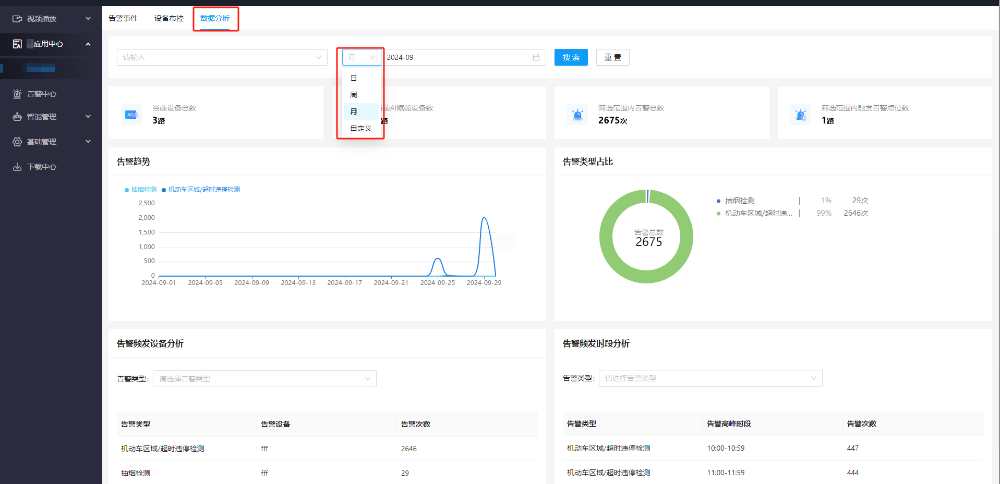 视频播放
应用中心
告警中心
智能管理
基础管理
下载中心
告警事件
设备布控
数据分析
请输入
月
2024-09
搜 索
重 置
日
周
月
自定义
当前设备总数
3路
前AI赋能设备数
路
筛选范围内告警总数
2675次
筛选范围内触发告警点位数
1路
告警趋势
抽烟检测 机动车区域/超时违停检测
2,500
2,000
1,500
1,000
500
0
2024-09-01 2024-09-05 2024-09-09 2024-09-13 2024-09-17 2024-09-21 2024-09-25 2024-09-29
告警类型占比
告警总数
2675
抽烟检测 | 1% 29次
机动车区域/超时违... | 99% 2646次
告警频发设备分析
告警类型: 请选择告警类型
告警类型 告警设备 告警次数
机动车区域/超时违停检测 fff 2646
抽烟检测 fff 29
告警频发时段分析
告警类型: 请选择告警类型
告警类型 告警高峰时段 告警次数
机动车区域/超时违停检测 10:00-10:59 447
机动车区域/超时违停检测 11:00-11:59 444